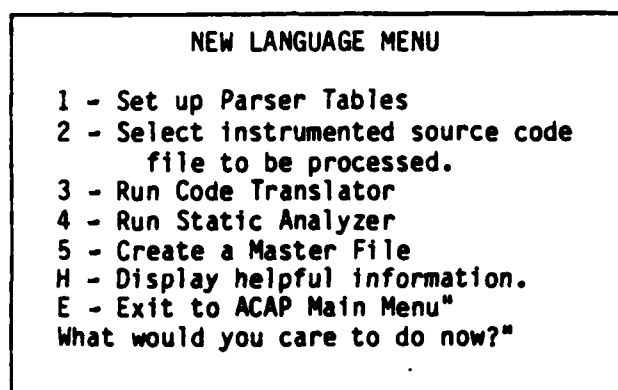 NEW LANGUAGE MENU
1 - Set up Parser Tables
2 - Select instrumented source code
file to be processed.
3 - Run Code Translator
4 - Run Static Analyzer
5 - Create a Master File
H - Display helpful information.
E - Exit to ACAP Main Menu"
What would you care to do now?"